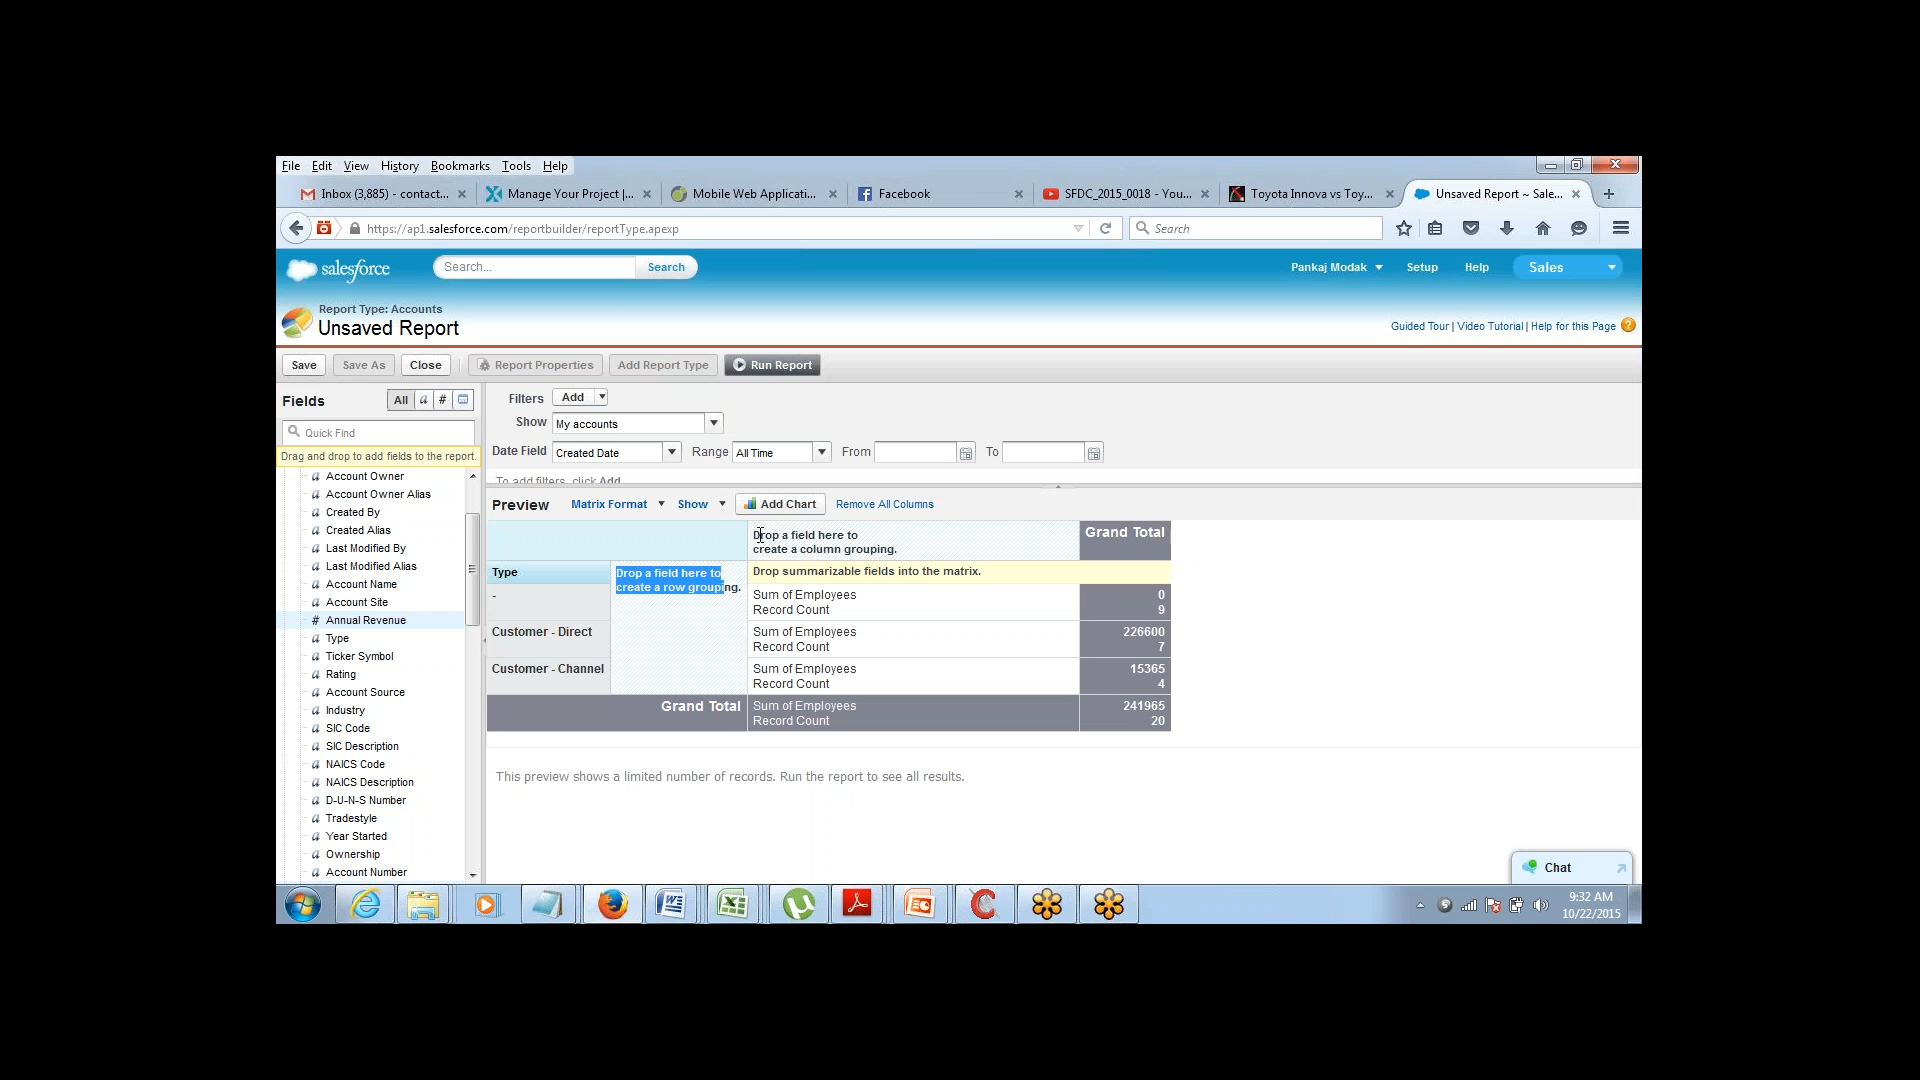 File Edit View History Bookmarks Tools Help
Inbox (3,885) - contact...
Manage Your Project |...
Mobile Web Applicati...
Facebook
SFDC_2015_0018 - You...
Toyota Innova vs Toy...
Unsaved Report ~ Sale...
https://ap1.salesforce.com/reportbuilder/reportType.apexp
Search
salesforce
Search...
Search
Pankaj Modak
Setup
Help
Sales
Report Type: Accounts
Unsaved Report
Guided Tour | Video Tutorial | Help for this Page
Save
Save As
Close
Report Properties
Add Report Type
Run Report
Fields
All
a
#
Quick Find
Drag and drop to add fields to the report.
a Account Owner
a Account Owner Alias
a Created By
a Created Alias
a Last Modified By
a Last Modified Alias
a Account Name
a Account Site
# Annual Revenue
a Type
a Ticker Symbol
a Rating
a Account Source
a Industry
a SIC Code
a SIC Description
a NAICS Code
a NAICS Description
a D-U-N-S Number
a Tradestyle
a Year Started
a Ownership
a Account Number
Filters Add
Show My accounts
Date Field Created Date Range All Time From To
To add filters, click Add
Preview Matrix Format Show Add Chart Remove All Columns
Drop a field here to
create a column grouping.
Grand Total
Type
Drop a field here to
create a row grouping.
Drop summarizable fields into the matrix.
-
Sum of Employees 0
Record Count 9
Customer - Direct
Sum of Employees 226600
Record Count 7
Customer - Channel
Sum of Employees 15365
Record Count 4
Grand Total
Sum of Employees 241965
Record Count 20
This preview shows a limited number of records. Run the report to see all results.
Chat
9:32 AM
10/22/2015